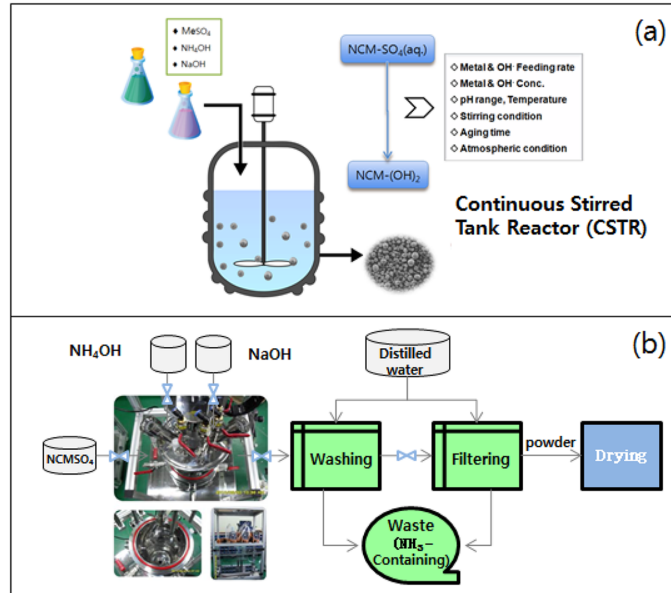 (a)
◆ MeSO₄
◆ NH₄OH
◆ NaOH
NCM-SO₄(aq.)
◇ Metal & OH⁻ Feeding rate
◇ Metal & OH⁻ Conc.
◇ pH range, Temperature
◇ Stirring condition
◇ Aging time
◇ Atmospheric condition
NCM-(OH)₂
Continuous Stirred
Tank Reactor (CSTR)
(b)
NH₄OH
NaOH
Distilled
water
NCMSO₄
Washing
Filtering
powder
Drying
Waste
(NH₃-
Containing)